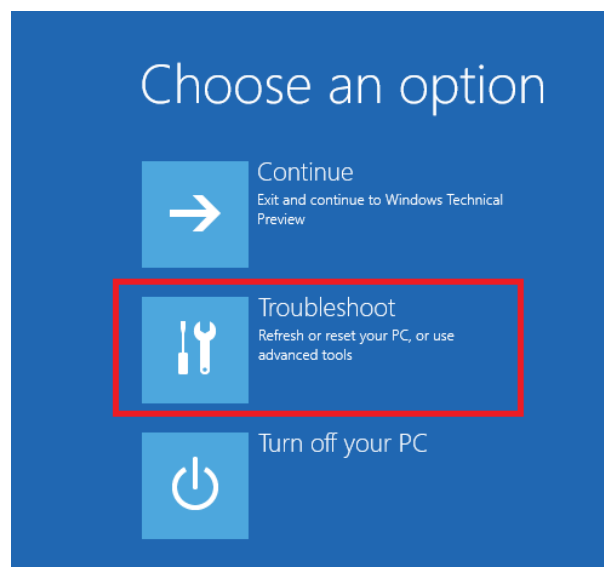 Choose an option
Continue
Exit and continue to Windows Technical
Preview
Troubleshoot
Refresh or reset your PC, or use
advanced tools
Turn off your PC